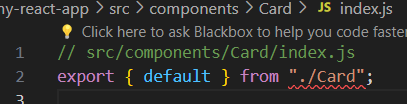 ny-react-app > src > components > Card > JS index.js
Click here to ask Blackbox to help you code faster
1 // src/components/Card/index.js
2 export { default } from "./Card";
3